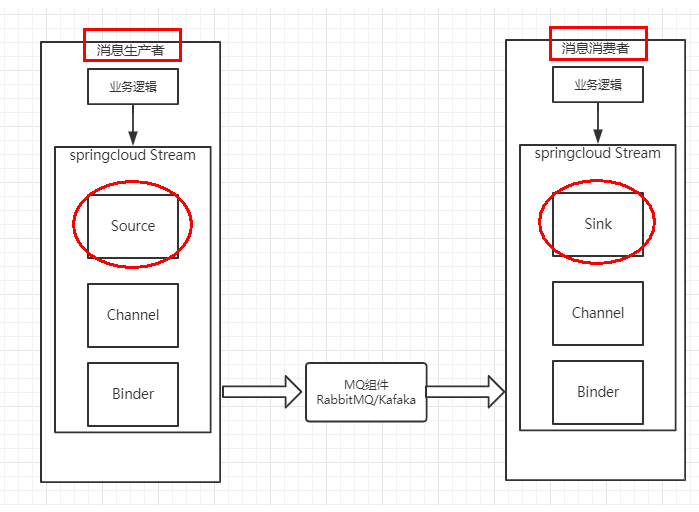 消息生产者
业务逻辑
springcloud Stream
Source
Channel
Binder
MQ组件
RabbitMQ/Kafaka
消息消费者
业务逻辑
springcloud Stream
Sink
Channel
Binder